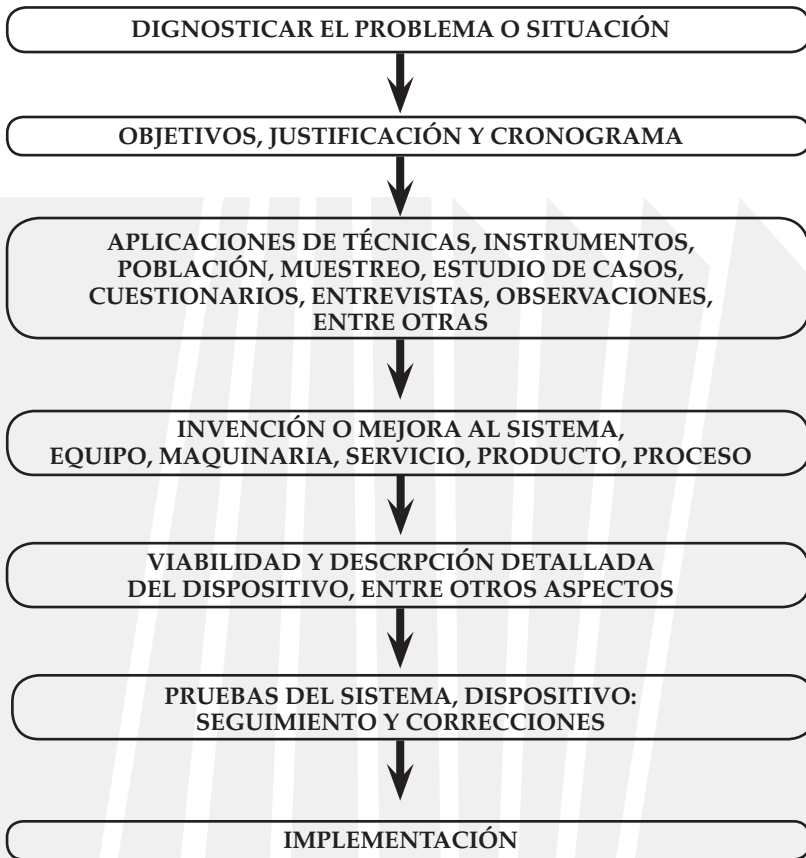 DIGNOSTICAR EL PROBLEMA O SITUACIÓN
OBJETIVOS, JUSTIFICACIÓN Y CRONOGRAMA
APLICACIONES DE TÉCNICAS, INSTRUMENTOS,
POBLACIÓN, MUESTREO, ESTUDIO DE CASOS,
CUESTIONARIOS, ENTREVISTAS, OBSERVACIONES,
ENTRE OTRAS
INVENCIÓN O MEJORA AL SISTEMA,
EQUIPO, MAQUINARIA, SERVICIO, PRODUCTO, PROCESO
VIABILIDAD Y DESCRPCIÓN DETALLADA
DEL DISPOSITIVO, ENTRE OTROS ASPECTOS
PRUEBAS DEL SISTEMA, DISPOSITIVO:
SEGUIMIENTO Y CORRECCIONES
IMPLEMENTACIÓN